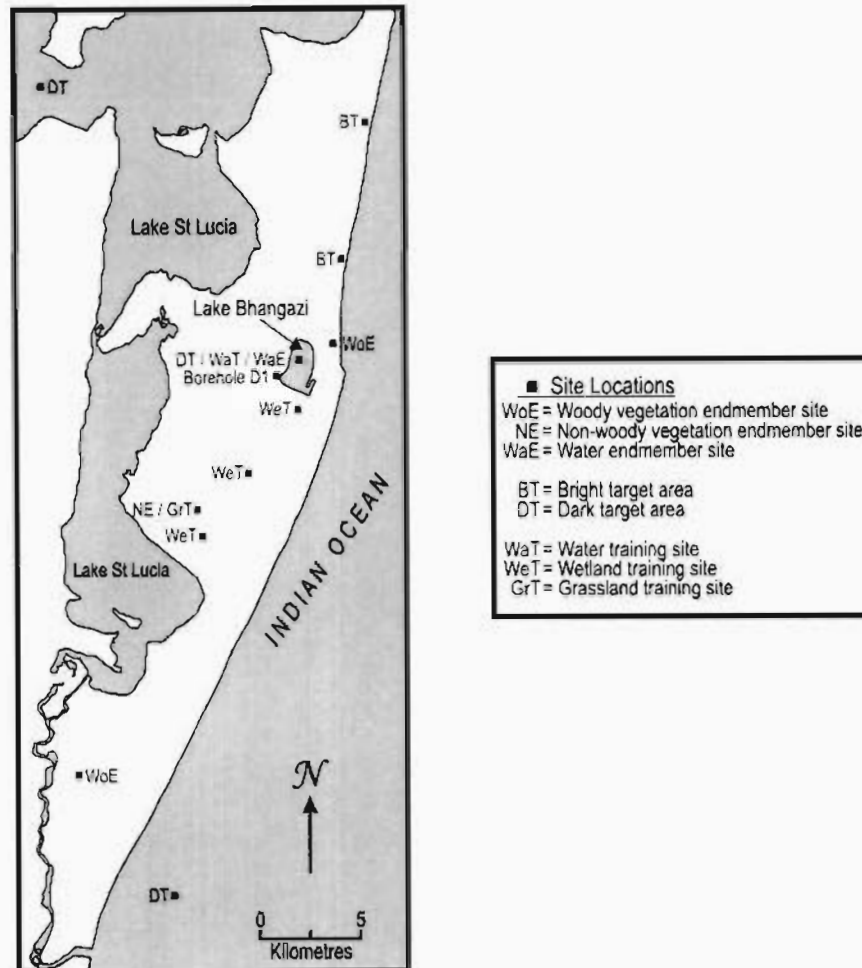 DT
BT
Lake St Lucia
BT
Lake Bhangazi
WoE
DT / WaT / WaE
Borehole D1
WeT
WeT
NE / GrT
WeT
Lake St Lucia
INDIAN OCEAN
WoE
N
DT
0 5
Kilometres
Site Locations
WoE = Woody vegetation endmember site
NE = Non-woody vegetation endmember site
WaE = Water endmember site
BT = Bright target area
DT = Dark target area
WaT = Water training site
WeT = Wetland training site
GrT = Grassland training site